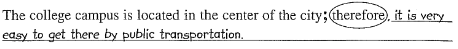 The college campus is located in the center of the city; therefore, it is very
easy to get there by public transportation.